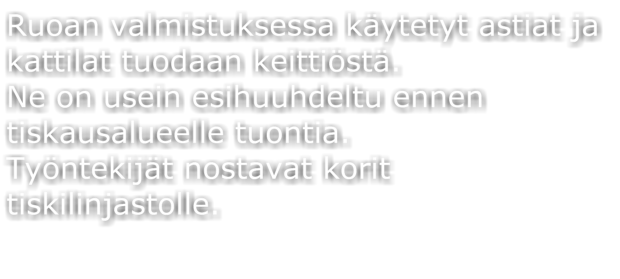 Ruoan valmistuksessa käytetyt astiat ja
kattilat tuodaan keittiöstä.
Ne on usein esihuuhdeltu ennen
tiskausalueelle tuontia.
Työntekijät nostavat korit
tiskilinjastolle.